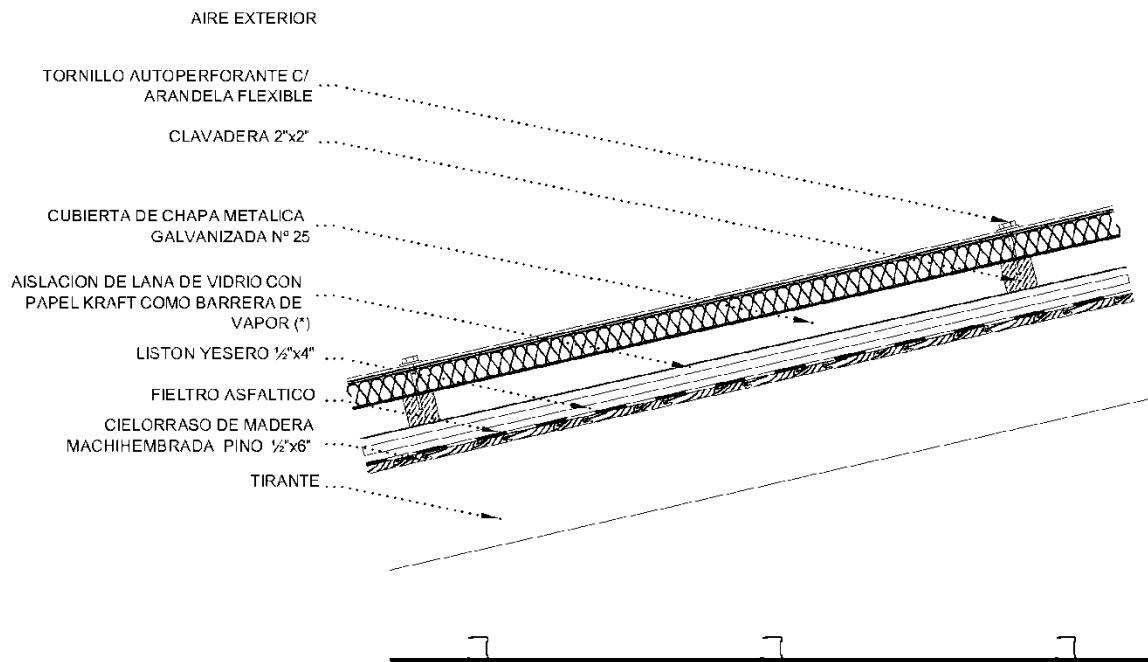 AIRE EXTERIOR
TORNILLO AUTOPERFORANTE C/
ARANDELA FLEXIBLE
CLAVADERA 2"x2"
CUBIERTA DE CHAPA METALICA
GALVANIZADA Nº 25
AISLACION DE LANA DE VIDRIO CON
PAPEL KRAFT COMO BARRERA DE
VAPOR (*)
LISTON YESERO ½"x4"
FIELTRO ASFALTICO
CIELORRASO DE MADERA
MACHIHEMBRADA PINO ½"x6"
TIRANTE